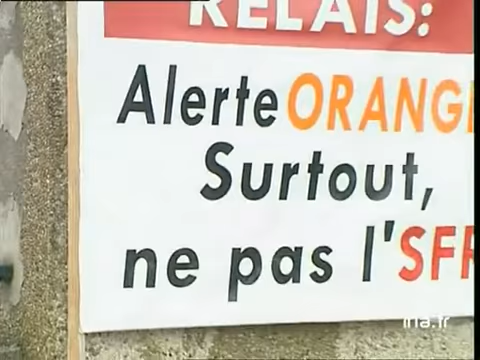 RELAIS:
Alerte ORANGE
Surtout,
ne pas l'SFR
ina.fr